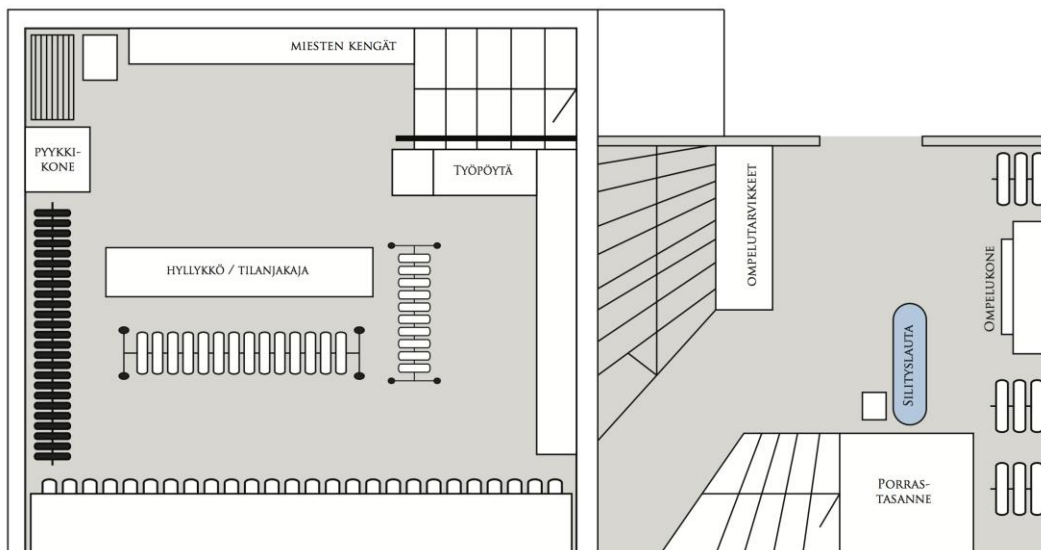 MIESTEN KENGÄT
PYYKKI-
KONE
TYÖPÖYTÄ
HYLLYKKÖ / TILANJAKAJA
OMPELUTARVIKKEET
OMPELUKONE
SILITYSLAUTA
PORRAS-
TASANNE